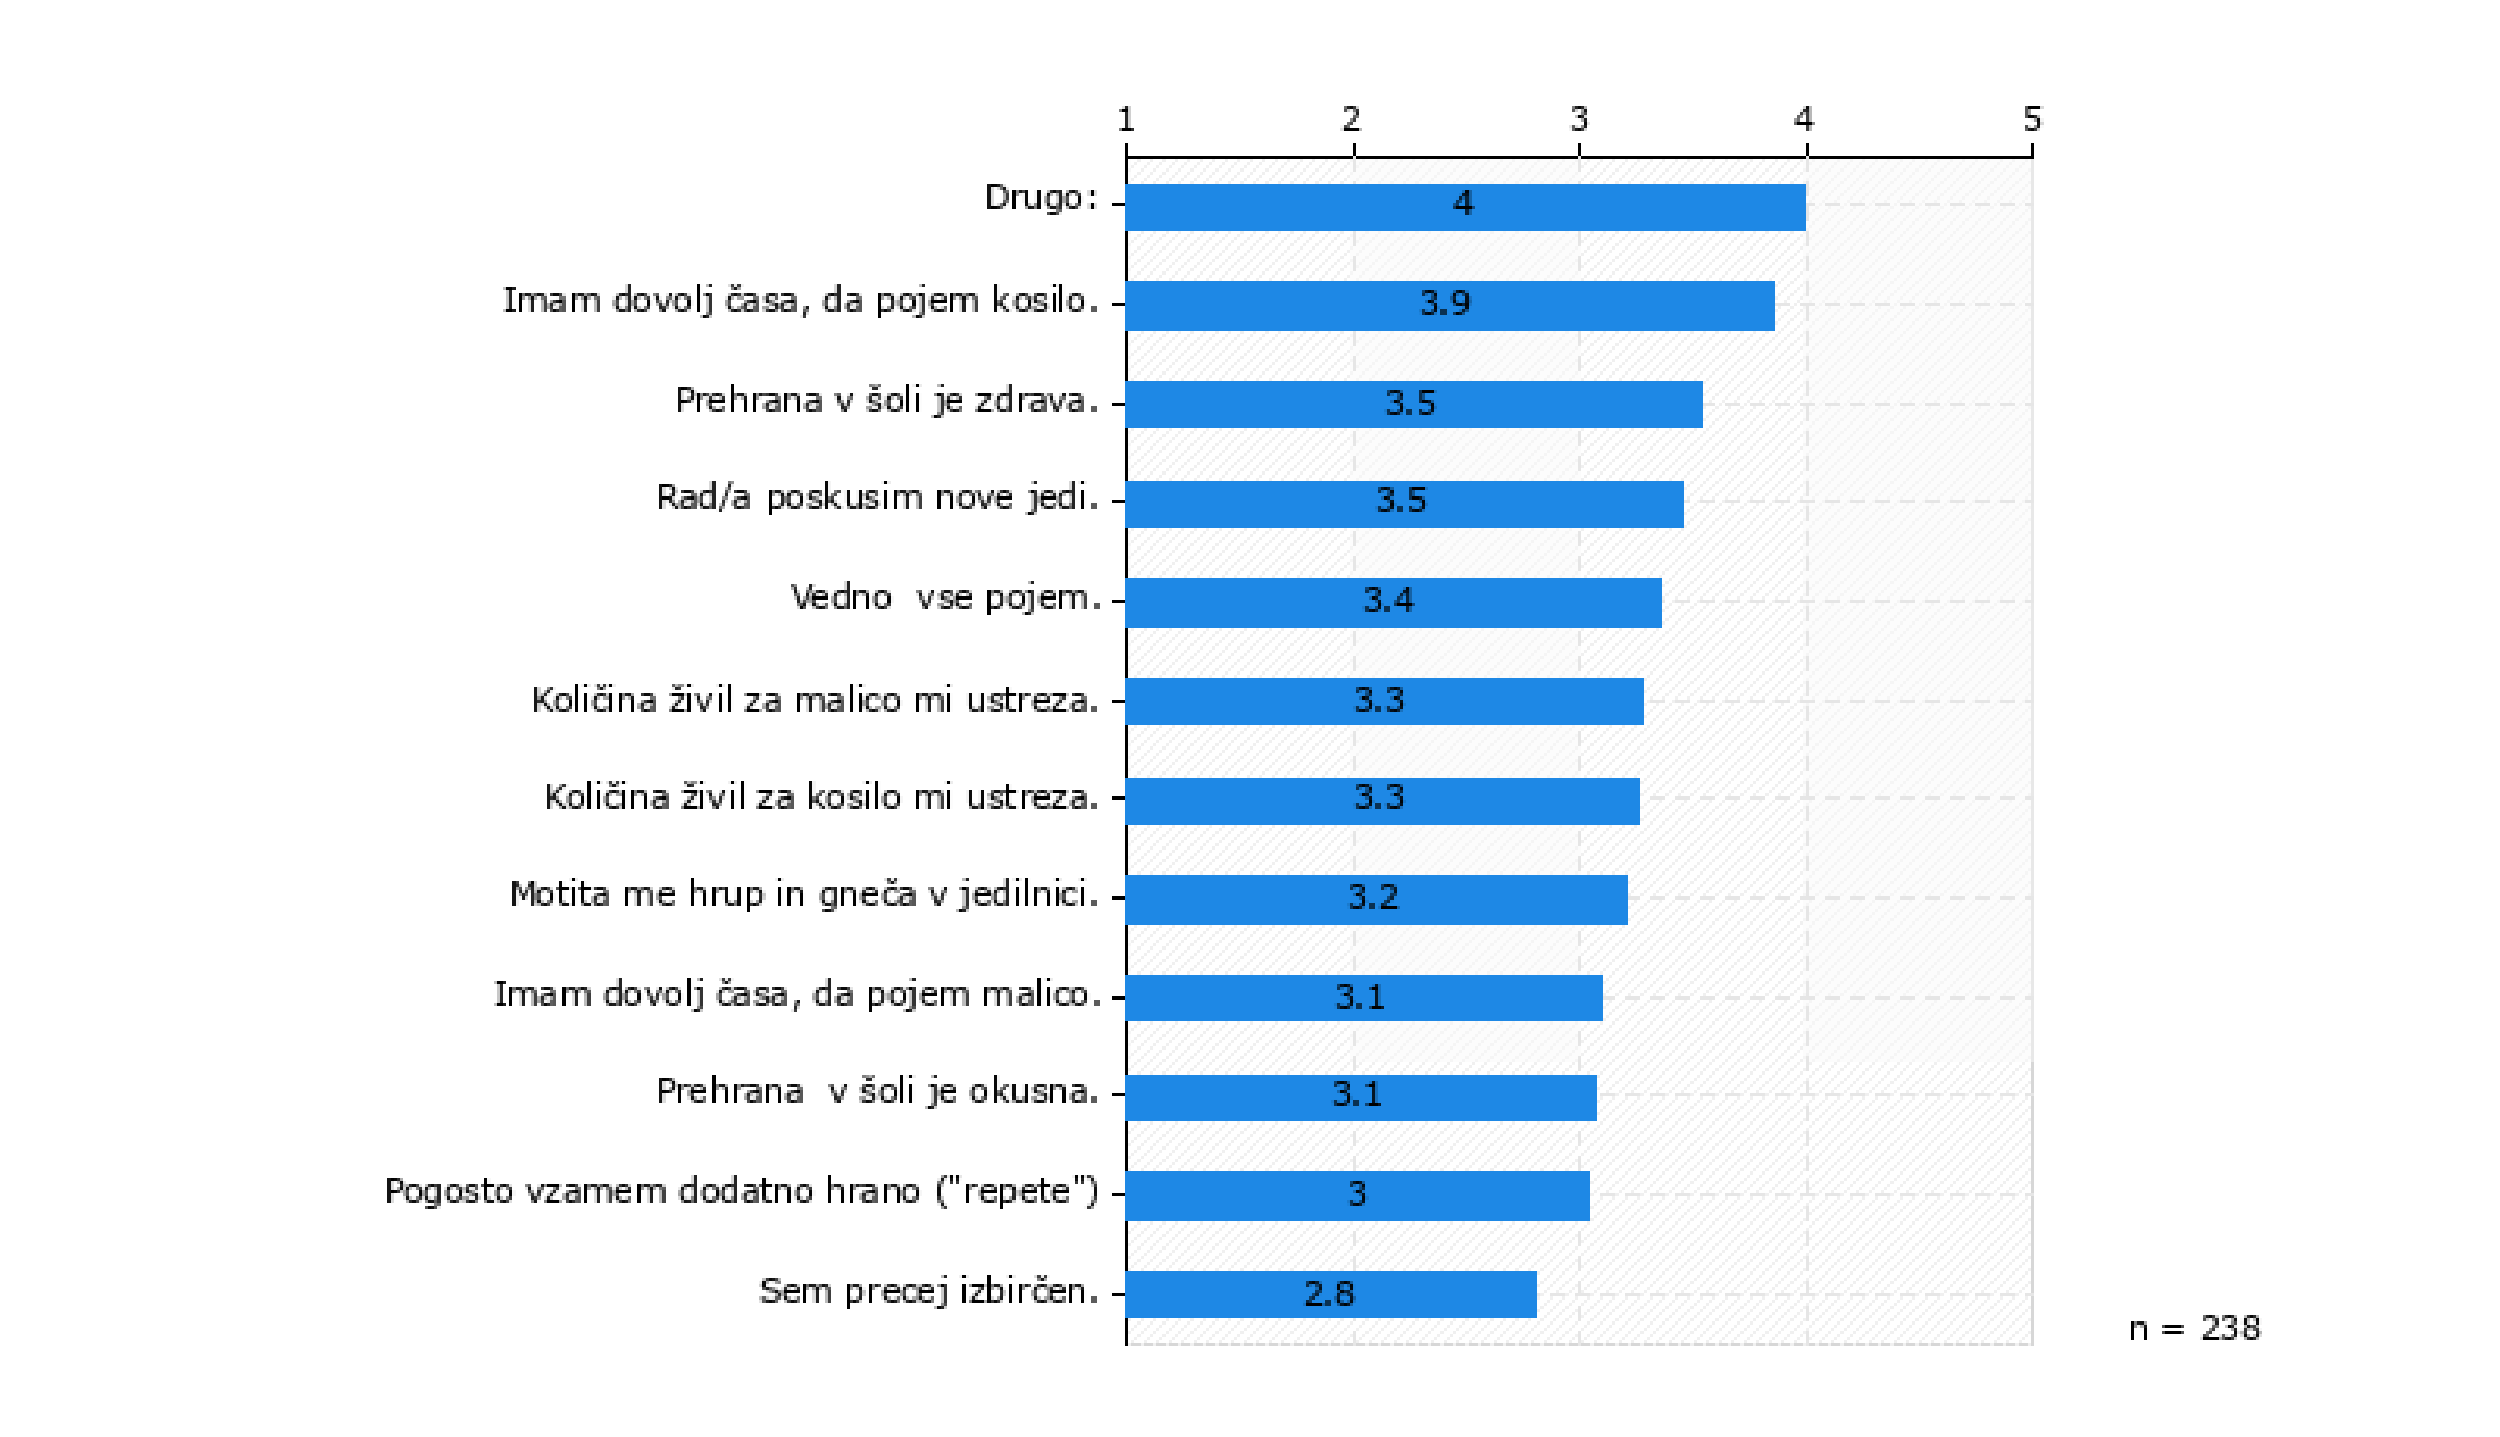 1 2 3 4 5
Drugo: 4
Imam dovolj časa, da pojem kosilo. 3.9
Prehrana v šoli je zdrava. 3.5
Rad/a poskusim nove jedi. 3.5
Vedno  vse pojem. 3.4
Količina živil za malico mi ustreza. 3.3
Količina živil za kosilo mi ustreza. 3.3
Motita me hrup in gneča v jedilnici. 3.2
Imam dovolj časa, da pojem malico. 3.1
Prehrana  v šoli je okusna. 3.1
Pogosto vzamem dodatno hrano ("repete") 3
Sem precej izbirčen. 2.8
n = 238